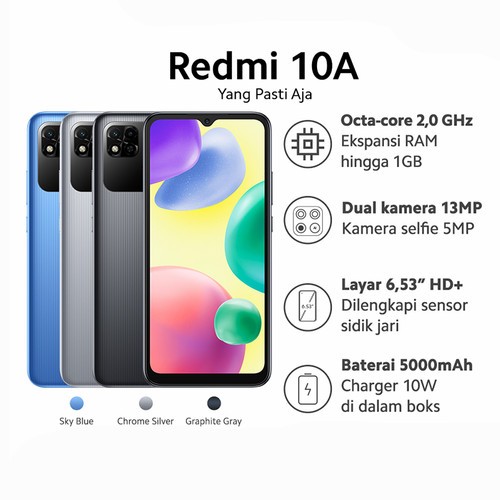 Redmi 10A
Yang Pasti Aja
Octa-core 2,0 GHz
Ekspansi RAM
hingga 1GB
Dual kamera 13MP
Kamera selfie 5MP
6,53"
Layar 6,53” HD+
Dilengkapi sensor
sidik jari
Baterai 5000mAh
Charger 10W
di dalam boks
Sky Blue
Chrome Silver
Graphite Gray